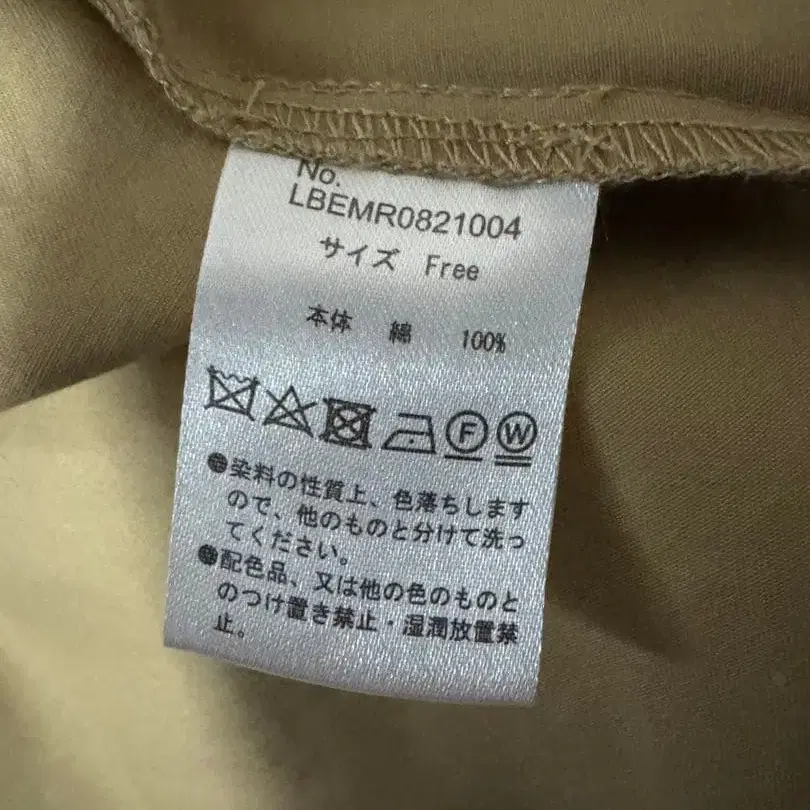 No.
LBEMR0821004
サイズ Free
本体 綿 100%
F W
●染料の性質上、色落ちします
ので、他のものと分けて洗っ
てください。
●配色品、又は他の色のものと
のつけ置き禁止・湿潤放置禁
止。